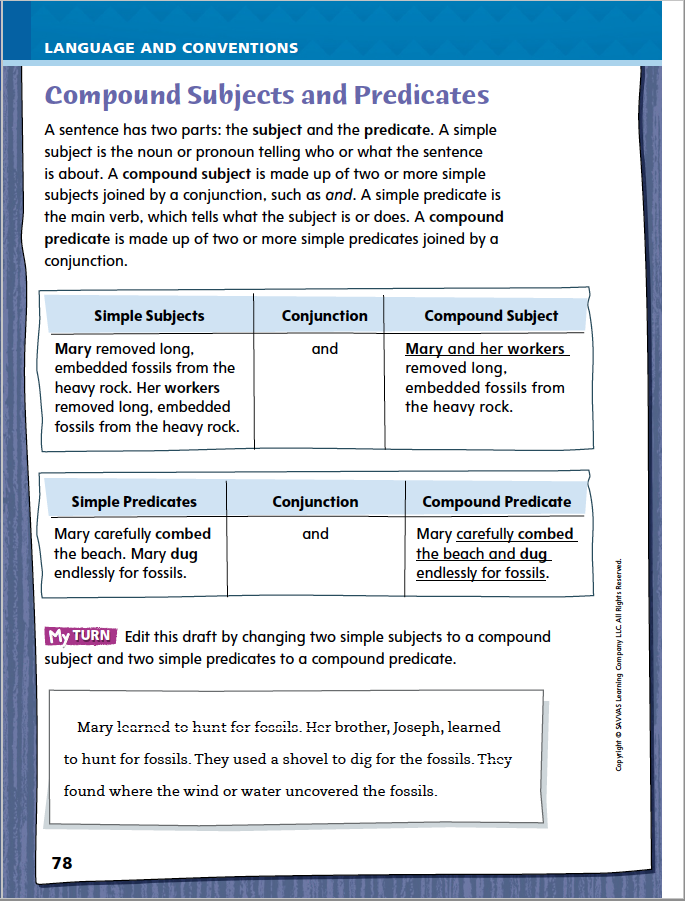 LANGUAGE AND CONVENTIONS
Compound Subjects and Predicates
A sentence has two parts: the subject and the predicate. A simple
subject is the noun or pronoun telling who or what the sentence
is about. A compound subject is made up of two or more simple
subjects joined by a conjunction, such as and. A simple predicate is
the main verb, which tells what the subject is or does. A compound
predicate is made up of two or more simple predicates joined by a
conjunction.
Simple Subjects
Conjunction
Compound Subject
Mary removed long,
embedded fossils from the
heavy rock. Her workers
removed long, embedded
fossils from the heavy rock.
and
Mary and her workers
removed long,
embedded fossils from
the heavy rock.
Simple Predicates
Conjunction
Compound Predicate
Mary carefully combed
the beach. Mary dug
endlessly for fossils.
and
Mary carefully combed
the beach and dug
endlessly for fossils.
My TURN Edit this draft by changing two simple subjects to a compound
subject and two simple predicates to a compound predicate.
Mary learned to hunt for fossils. Her brother, Joseph, learned
to hunt for fossils. They used a shovel to dig for the fossils. They
found where the wind or water uncovered the fossils.
78
Copyright © SAVVAS Learning Company LLC. All Rights Reserved.